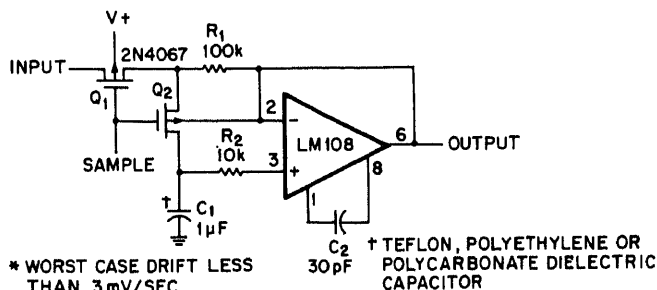 V+
2N4067
R1
100k
INPUT
Q1
Q2
2
−
R2
10k
LM108
6
OUTPUT
3
+
8
SAMPLE
1
†
C1
1µF
C2
30pF
* WORST CASE DRIFT LESS
THAN 3mV/SEC
† TEFLON, POLYETHYLENE OR
POLYCARBONATE DIELECTRIC
CAPACITOR